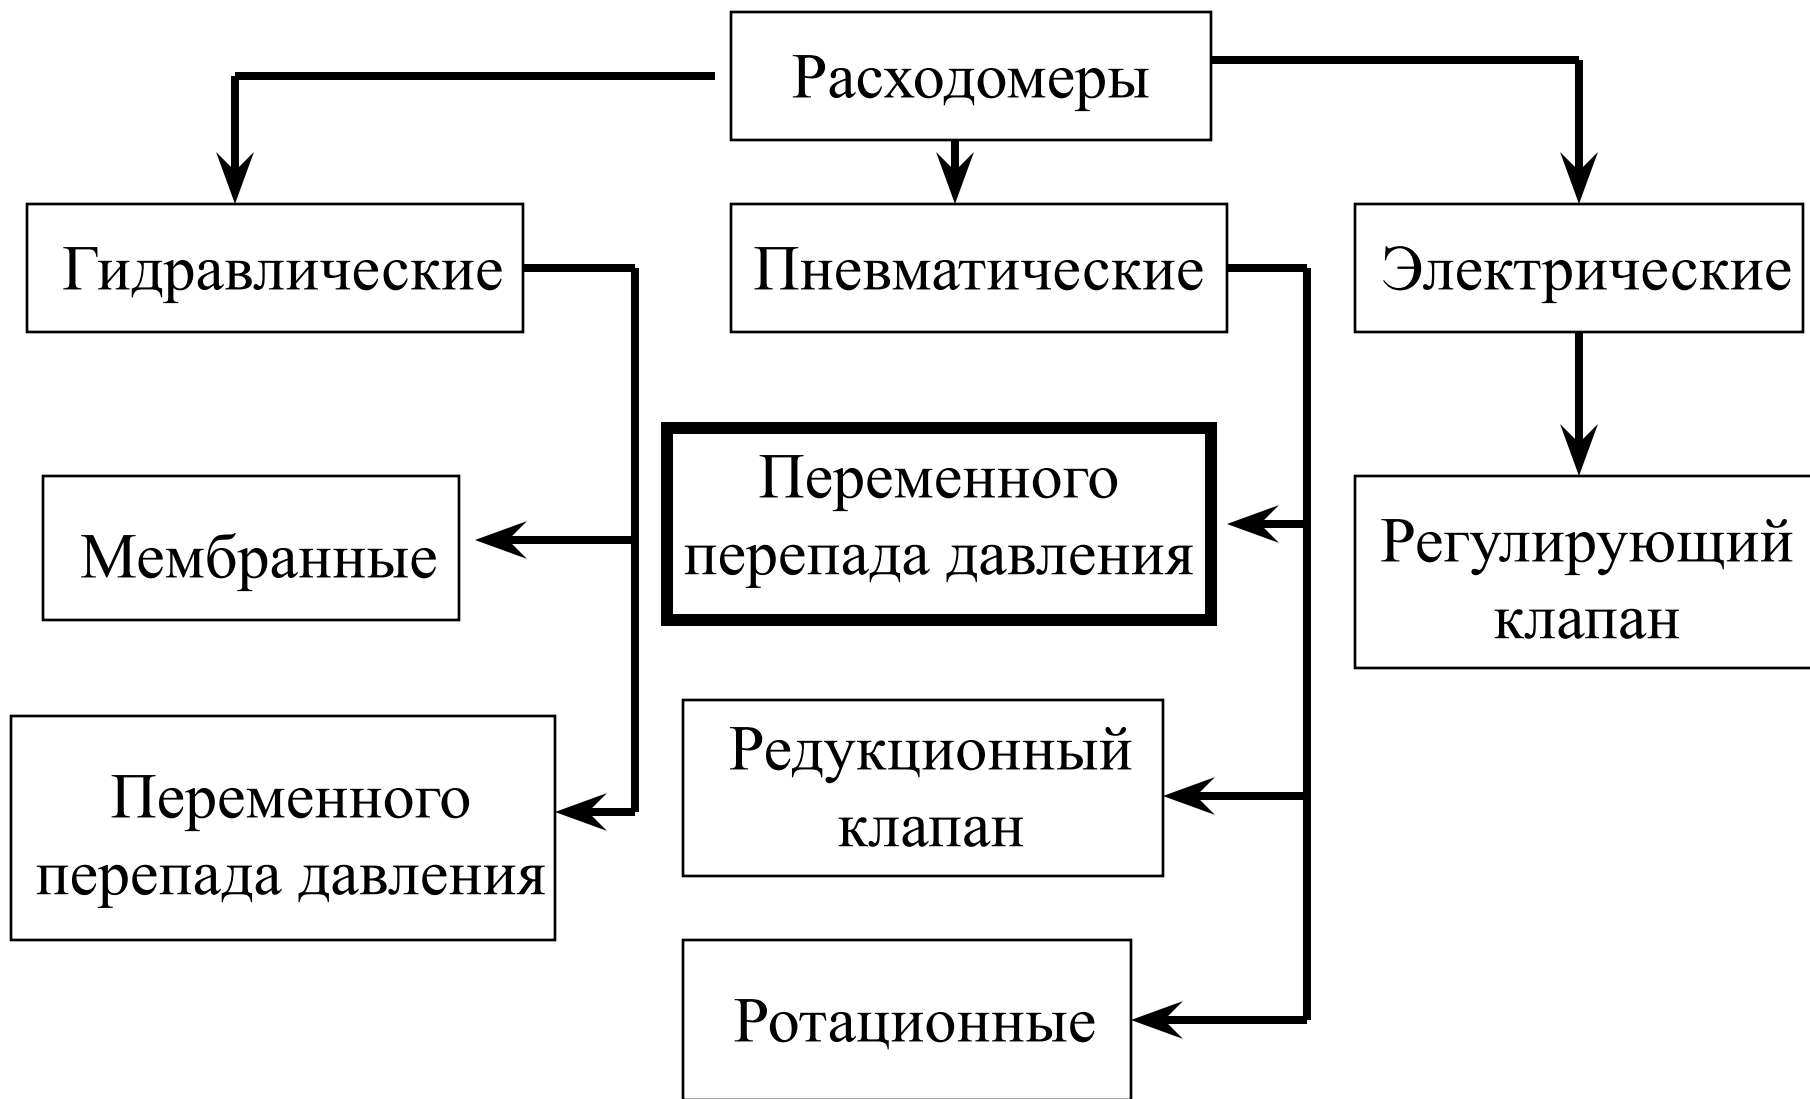 Расходомеры
Гидравлические
Пневматические
Электрические
Переменного
перепада давления
Мембранные
Регулирующий
клапан
Переменного
перепада давления
Редукционный
клапан
Ротационные